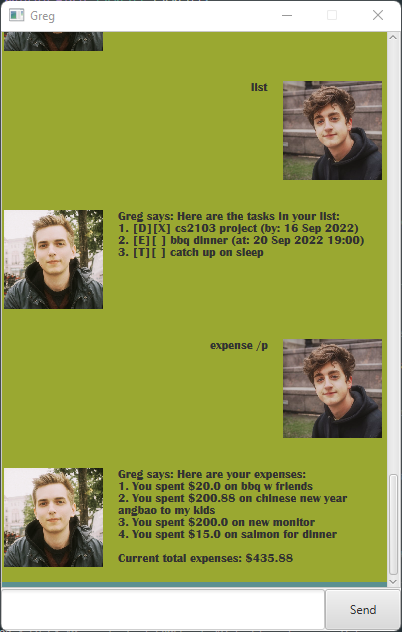 Greg
list
Greg says: Here are the tasks in your list:
1. [D][X] cs2103 project (by: 16 Sep 2022)
2. [E][ ] bbq dinner (at: 20 Sep 2022 19:00)
3. [T][ ] catch up on sleep
expense /p
Greg says: Here are your expenses:
1. You spent $20.0 on bbq w friends
2. You spent $200.88 on chinese new year
angbao to my kids
3. You spent $200.0 on new monitor
4. You spent $15.0 on salmon for dinner
Current total expenses: $435.88
Send